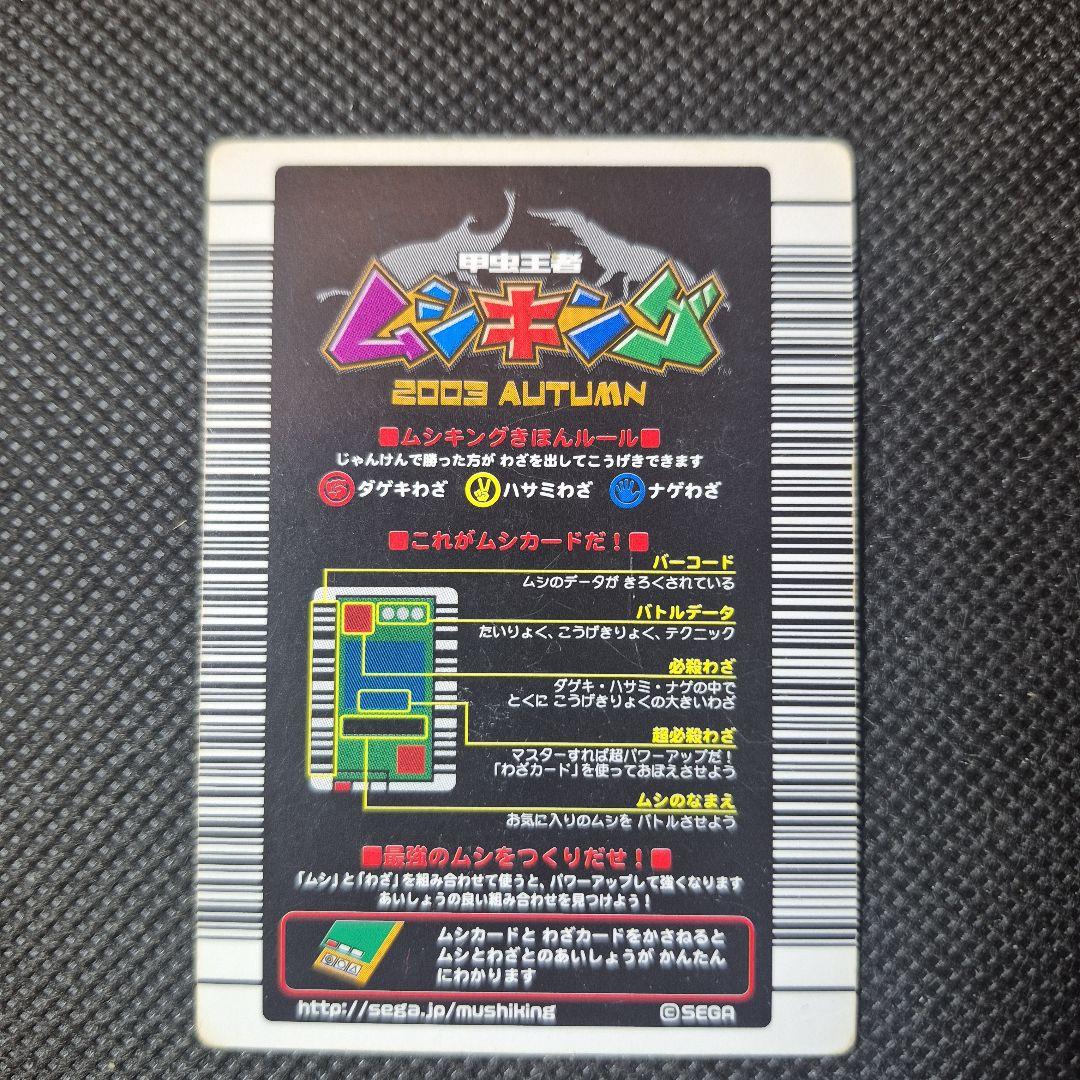 甲虫王者
ムシキング
2003 AUTUMN
■ムシキングきほんルール■
じゃんけんで勝った方が わざを出してこうげきできます
ダゲキわざ ハサミわざ ナゲわざ
■これがムシカードだ！■
バーコード
ムシのデータが きろくされている
バトルデータ
たいりょく、こうげきりょく、テクニック
必殺わざ
ダゲキ・ハサミ・ナゲの中で
とくに こうげきりょくの大きいわざ
超必殺わざ
マスターすれば超パワーアップだ！
「わざカード」を使っておぼえさせよう
ムシのなまえ
お気に入りのムシを バトルさせよう
■最強のムシをつくりだせ！■
「ムシ」と「わざ」を組み合わせて使うと、パワーアップして強くなります
あいしょうの良い組み合わせを見つけよう！
ムシカードと わざカードをかさねると
ムシとわざとのあいしょうが かんたん
にわかります
http://sega.jp/mushiking ©SEGA